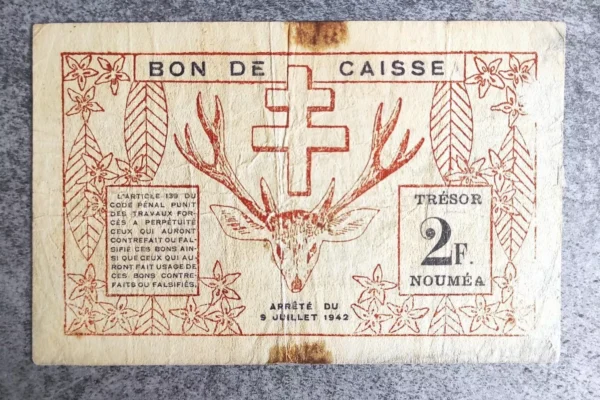 BON DE CAISSE
L'ARTICLE 139 DU
CODE PÉNAL PUNIT
DES TRAVAUX FOR-
CÉS A PERPÉTUITÉ
CEUX QUI AURONT
CONTREFAIT OU FAL-
SIFIÉ CES BONS AIN-
SI QUE CEUX QUI AU-
RONT FAIT USAGE DE
CES BONS CONTRE-
FAITS OU FALSIFIÉS.
TRÉSOR
2F.
NOUMÉA
ARRÊTÉ DU
9 JUILLET 1942